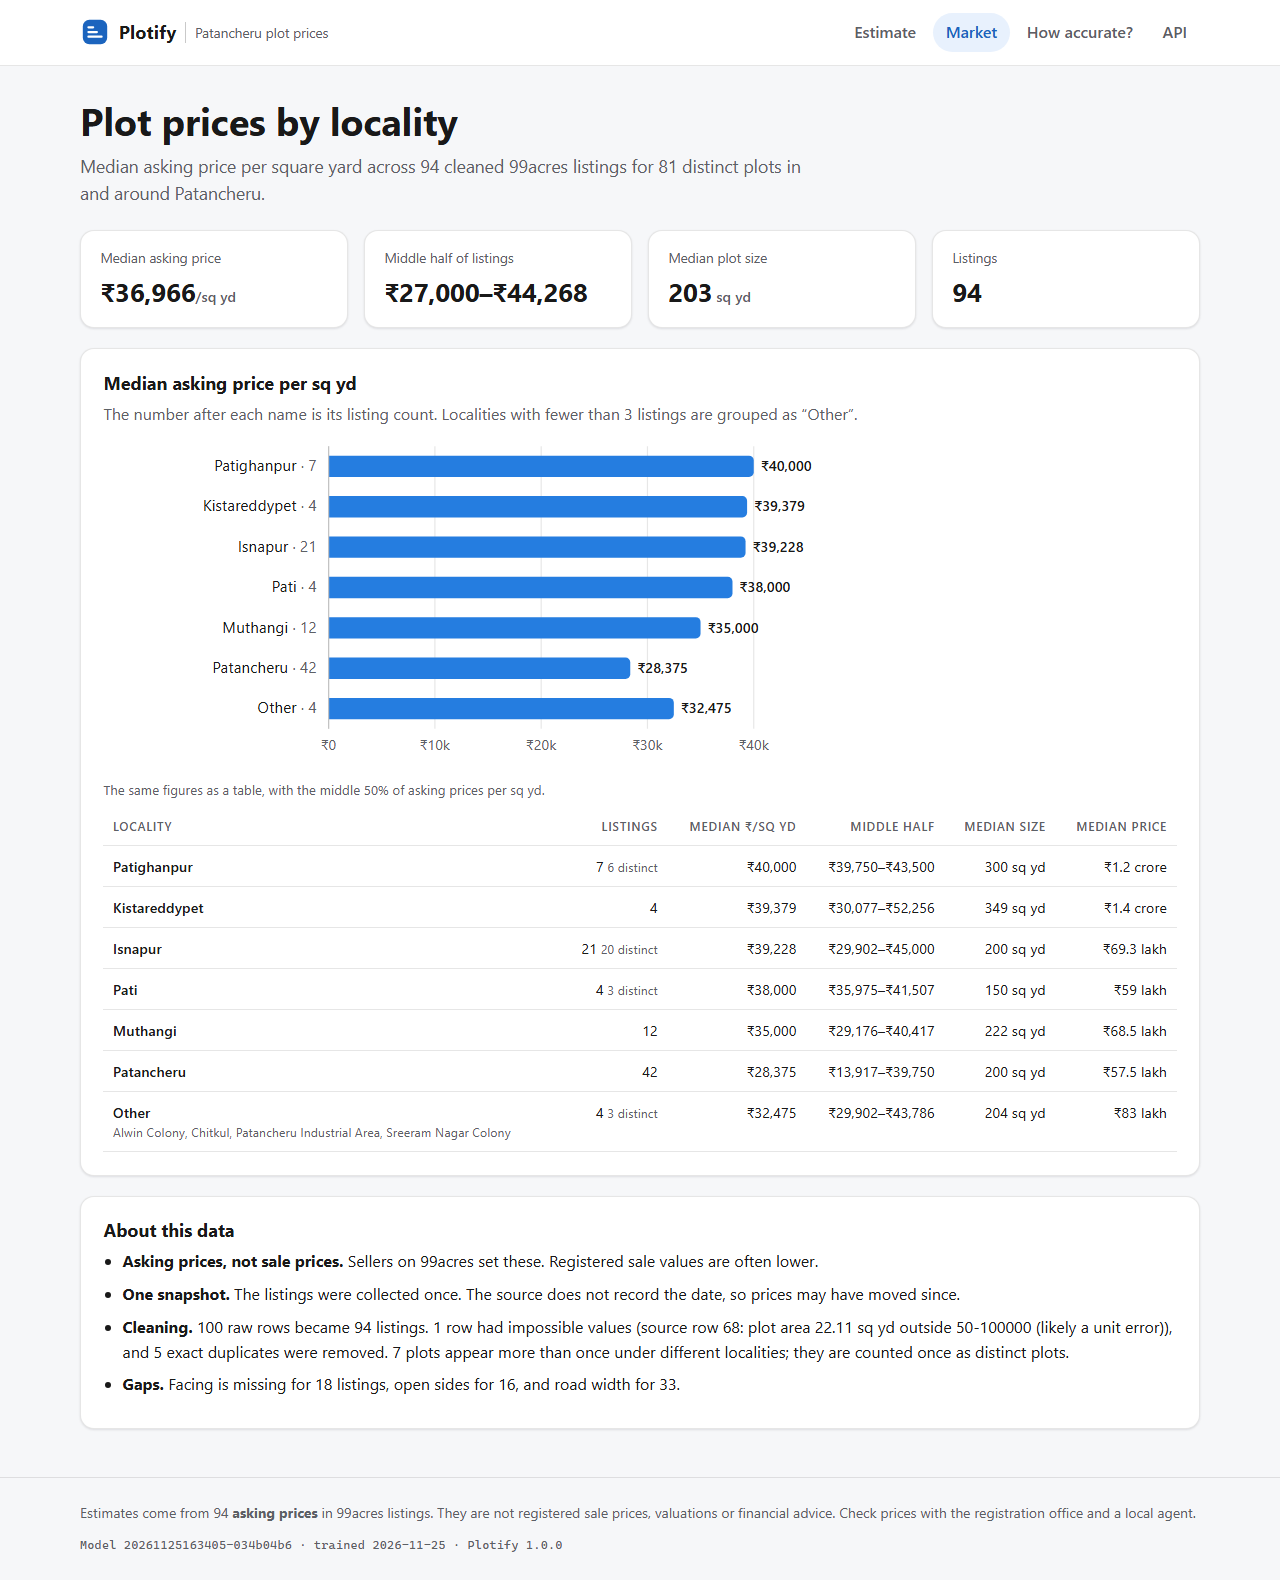 Plotify
Patancheru plot prices
Estimate
Market
How accurate?
API
Plot prices by locality
Median asking price per square yard across 94 cleaned 99acres listings for 81 distinct plots in
and around Patancheru.
Median asking price
₹36,966/sq yd
Middle half of listings
₹27,000–₹44,268
Median plot size
203 sq yd
Listings
94
Median asking price per sq yd
The number after each name is its listing count. Localities with fewer than 3 listings are grouped as “Other”.
Patighanpur · 7 ₹40,000
Kistareddypet · 4 ₹39,379
Isnapur · 21 ₹39,228
Pati · 4 ₹38,000
Muthangi · 12 ₹35,000
Patancheru · 42 ₹28,375
Other · 4 ₹32,475
₹0 ₹10k ₹20k ₹30k ₹40k
The same figures as a table, with the middle 50% of asking prices per sq yd.
LOCALITY LISTINGS MEDIAN ₹/SQ YD MIDDLE HALF MEDIAN SIZE MEDIAN PRICE
Patighanpur 7 6 distinct ₹40,000 ₹39,750–₹43,500 300 sq yd ₹1.2 crore
Kistareddypet 4 ₹39,379 ₹30,077–₹52,256 349 sq yd ₹1.4 crore
Isnapur 21 20 distinct ₹39,228 ₹29,902–₹45,000 200 sq yd ₹69.3 lakh
Pati 4 3 distinct ₹38,000 ₹35,975–₹41,507 150 sq yd ₹59 lakh
Muthangi 12 ₹35,000 ₹29,176–₹40,417 222 sq yd ₹68.5 lakh
Patancheru 42 ₹28,375 ₹13,917–₹39,750 200 sq yd ₹57.5 lakh
Other 4 3 distinct ₹32,475 ₹29,902–₹43,786 204 sq yd ₹83 lakh
Alwin Colony, Chitkul, Patancheru Industrial Area, Sreeram Nagar Colony
About this data
• Asking prices, not sale prices. Sellers on 99acres set these. Registered sale values are often lower.
• One snapshot. The listings were collected once. The source does not record the date, so prices may have moved since.
• Cleaning. 100 raw rows became 94 listings. 1 row had impossible values (source row 68: plot area 22.11 sq yd outside 50-100000 (likely a unit error)),
and 5 exact duplicates were removed. 7 plots appear more than once under different localities; they are counted once as distinct plots.
• Gaps. Facing is missing for 18 listings, open sides for 16, and road width for 33.
Estimates come from 94 asking prices in 99acres listings. They are not registered sale prices, valuations or financial advice. Check prices with the registration office and a local agent.
Model 20261125163405-034b04b6 · trained 2026-11-25 · Plotify 1.0.0